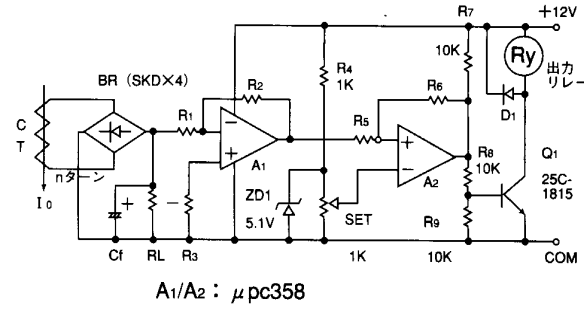 R7
+12V
10K
Ry
出力
リレー
D1
BR（SKD×4）
R2
R4
1K
R6
R1
C
T
R5
−
+
A1
+
−
A2
R8
10K
Q1
25C-
1815
nターン
I0
+
−
ZD1
5.1V
SET
R9
Cf
RL
R3
1K
10K
COM
A1/A2： μpc358